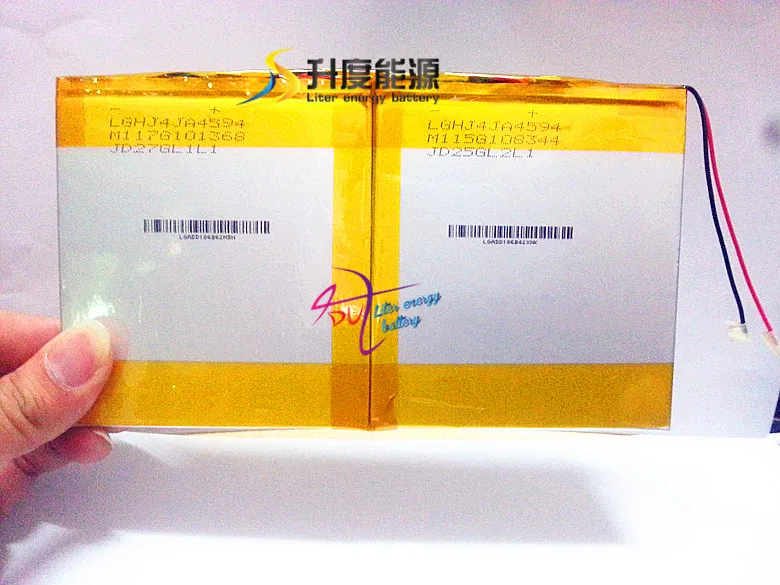 升度能源
Liter energy battery
- +
LGHJ4JA4594
M117G101368
JD27GL1L1
- +
LGHJ4JA4594
M115G108344
JD25GL2L1
Liter energy
battery